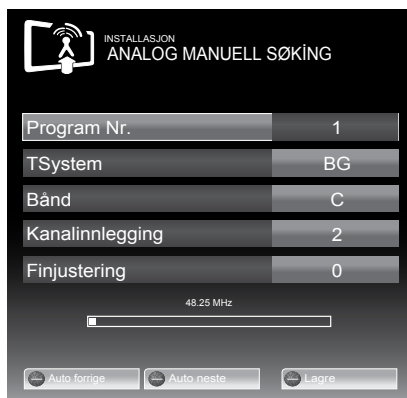 INSTALLASJON
ANALOG MANUELL SØKİNG
Program Nr. 1
TSystem BG
Bånd C
Kanalinnlegging 2
Finjustering 0
48.25 MHz
Auto forrige Auto neste Lagre